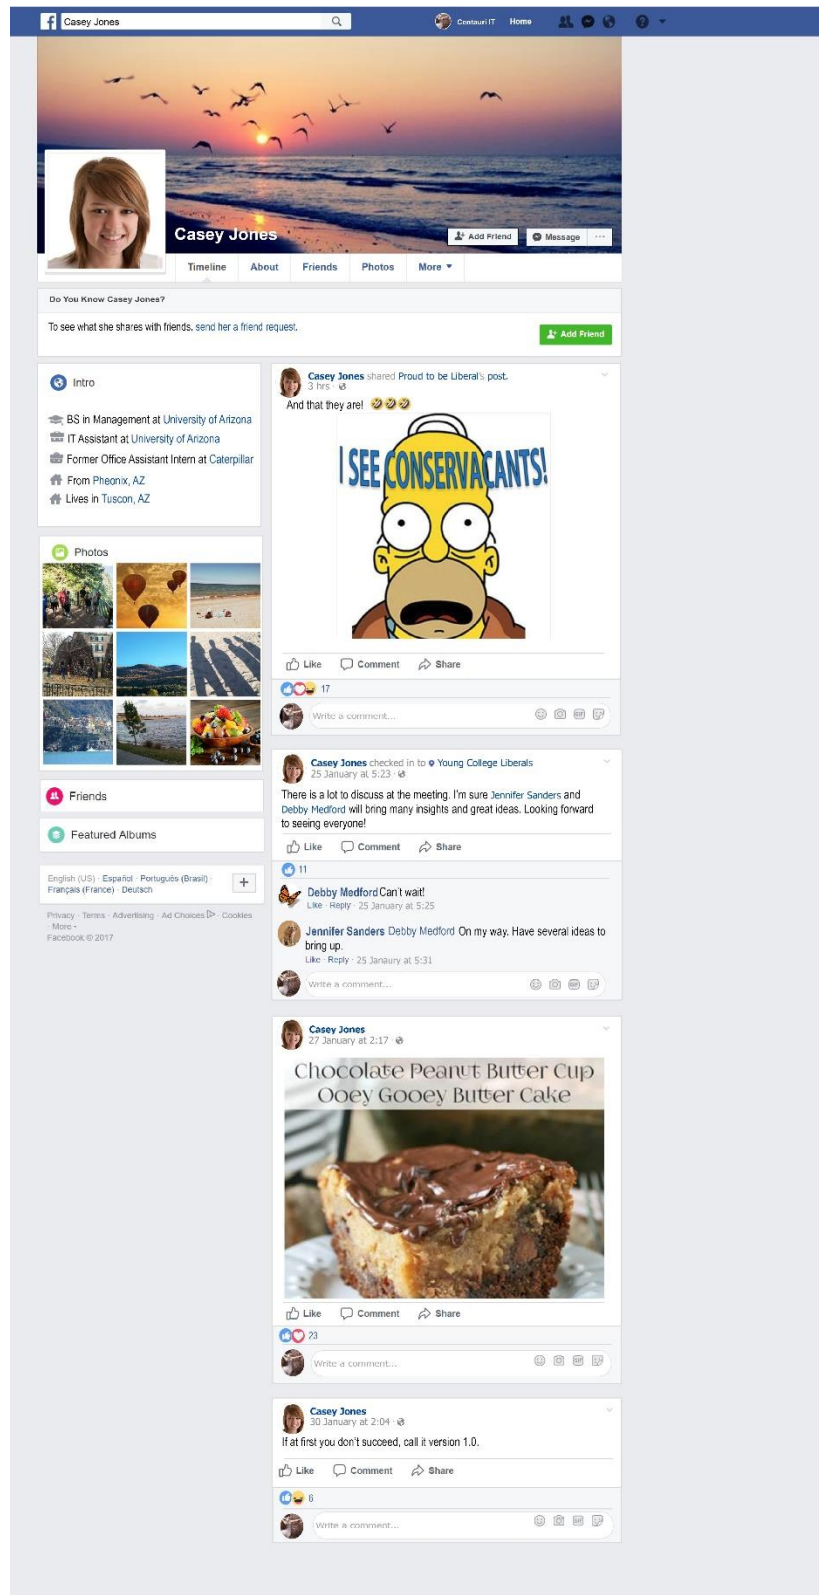 Casey Jones
Centauri IT Home
Casey Jones
Add Friend Message ...
Timeline About Friends Photos More
Do You Know Casey Jones?
To see what she shares with friends, send her a friend request.
Add Friend
Intro
BS in Management at University of Arizona
IT Assistant at University of Arizona
Former Office Assistant Intern at Caterpillar
From Pheonix, AZ
Lives in Tuscon, AZ
Photos
Friends
Featured Albums
English (US) · Español · Português (Brasil) ·
Français (France) · Deutsch
+
Privacy · Terms · Advertising · Ad Choices · Cookies
· More -
Facebook © 2017
Casey Jones shared Proud to be Liberal's post.
3 hrs ·
And that they are!
I SEE CONSERVACANTS!
Like Comment Share
17
Write a comment...
Casey Jones checked in to Young College Liberals
25 January at 5:23 ·
There is a lot to discuss at the meeting. I'm sure Jennifer Sanders and
Debby Medford will bring many insights and great ideas. Looking forward
to seeing everyone!
Like Comment Share
11
Debby Medford Can't wait!
Like · Reply · 25 January at 5:25
Jennifer Sanders Debby Medford On my way. Have several ideas to
bring up.
Like · Reply · 25 Janaury at 5:31
Write a comment...
Casey Jones
27 January at 2:17 ·
Chocolate Peanut Butter Cup
Ooey Gooey Butter Cake
Like Comment Share
23
Write a comment...
Casey Jones
30 January at 2:04 ·
If at first you don't succeed, call it version 1.0.
Like Comment Share
6
Write a comment...